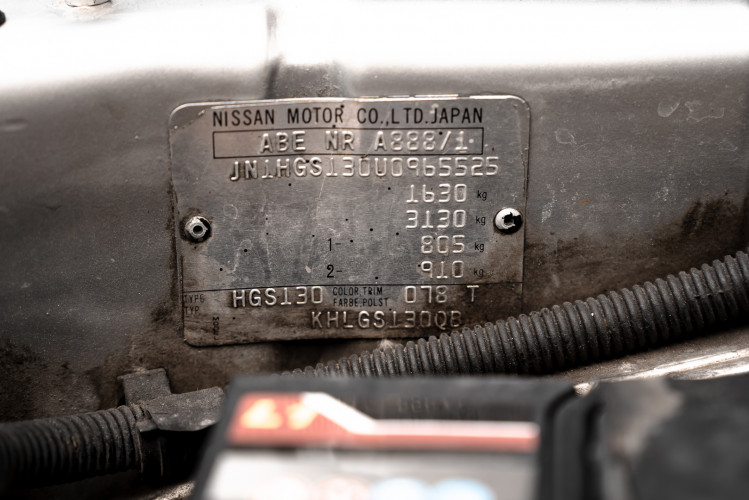 NISSAN MOTOR CO.,LTD.JAPAN
ABE NR A888/1
JN1HGS130U0965525
1630 kg
3130 kg
1- 805 kg
2- 910 kg
TYPE HGS130 COLOR,TRIM 078 T
TYP FARBE,POLST
KHLGS130QB